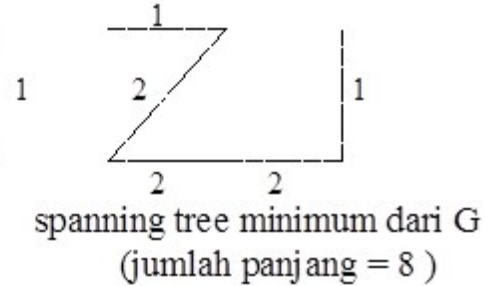 1
1 2 1
2 2
spanning tree minimum dari G
(jumlah panjang = 8 )